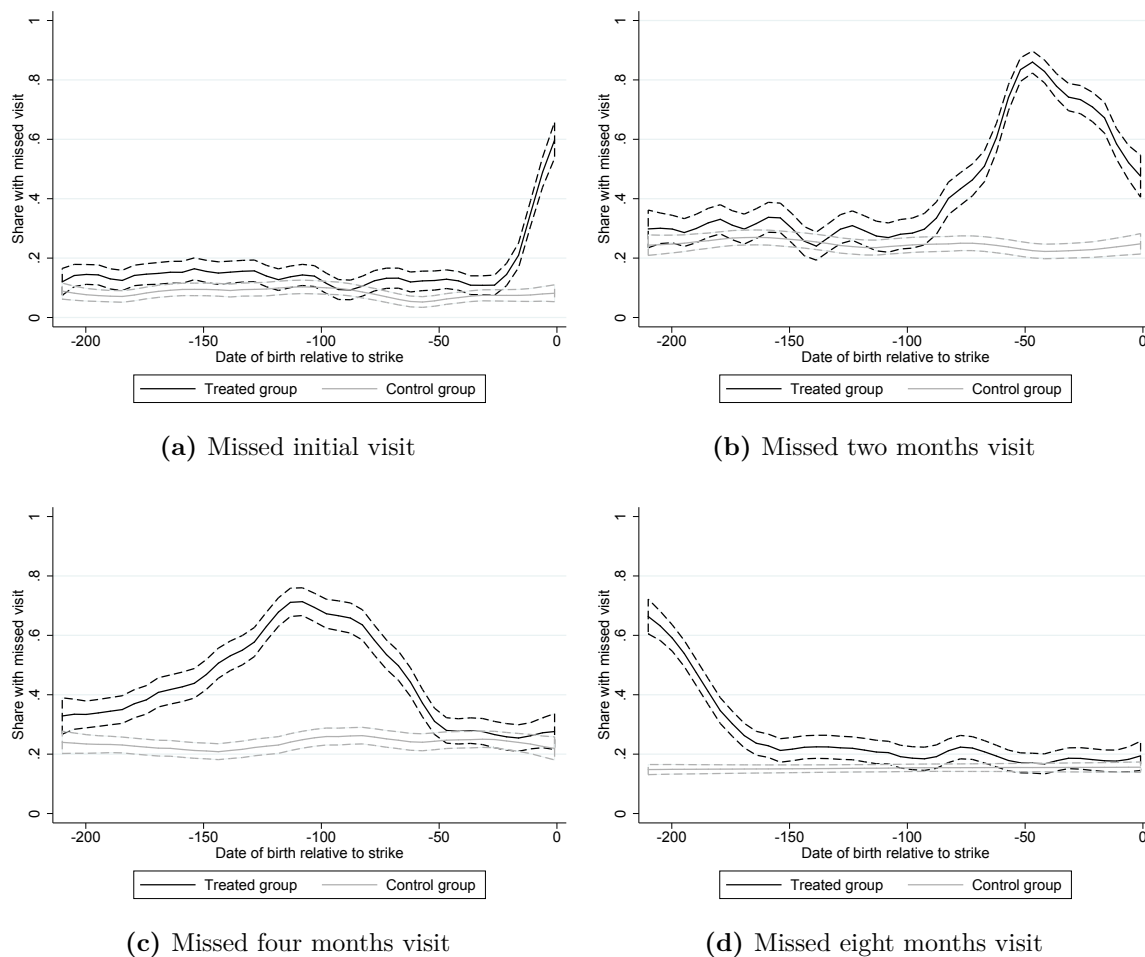 1
.8
.6
.4
.2
0
Share with missed visit
-200 -150 -100 -50 0
Date of birth relative to strike
Treated group Control group
(a) Missed initial visit
1
.8
.6
.4
.2
0
Share with missed visit
-200 -150 -100 -50 0
Date of birth relative to strike
Treated group Control group
(b) Missed two months visit
1
.8
.6
.4
.2
0
Share with missed visit
-200 -150 -100 -50 0
Date of birth relative to strike
Treated group Control group
(c) Missed four months visit
1
.8
.6
.4
.2
0
Share with missed visit
-200 -150 -100 -50 0
Date of birth relative to strike
Treated group Control group
(d) Missed eight months visit